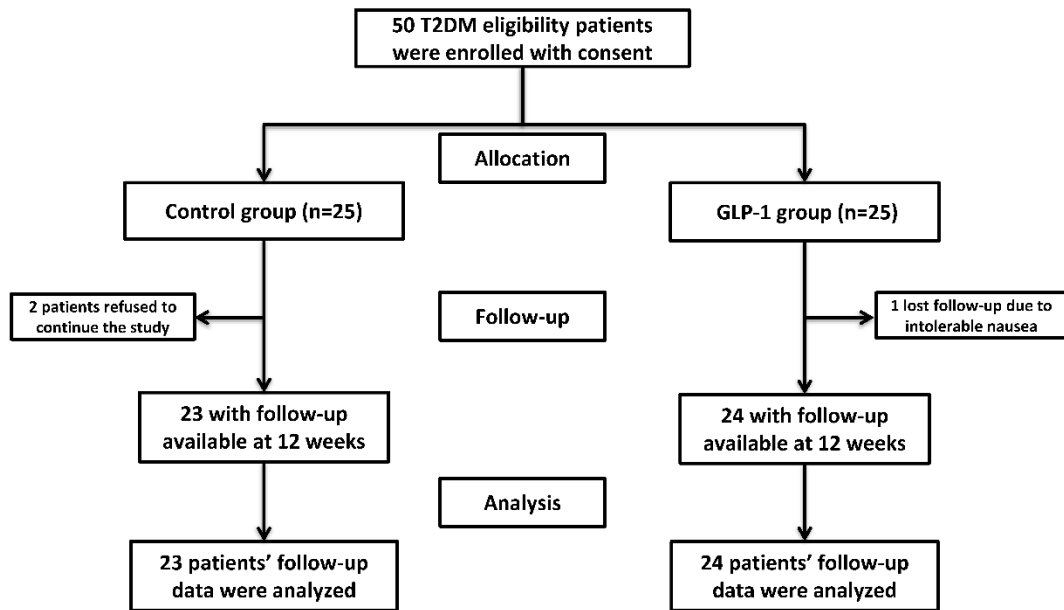 50 T2DM eligibility patients
were enrolled with consent
Allocation
Control group (n=25)
GLP-1 group (n=25)
2 patients refused to
continue the study
Follow-up
1 lost follow-up due to
intolerable nausea
23 with follow-up
available at 12 weeks
24 with follow-up
available at 12 weeks
Analysis
23 patients’ follow-up
data were analyzed
24 patients’ follow-up
data were analyzed